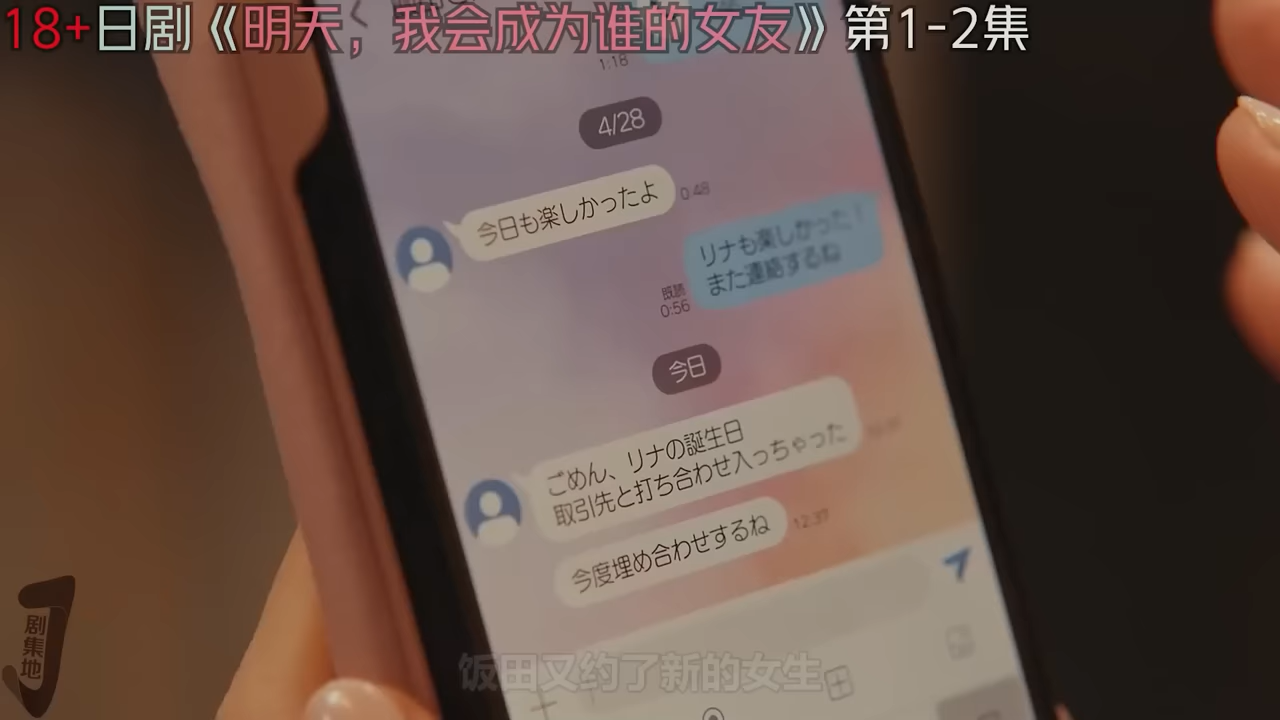 18+日剧《明天，我会成为谁的女友》第1-2集
1:18
4/28
今日も楽しかったよ
0:48
リナも楽しかった！
また連絡するね
既読
0:56
今日
ごめん、リナの誕生日
取引先と打ち合わせ入っちゃった
今度埋め合わせするね
12:37
饭田又约了新的女生
剧集地